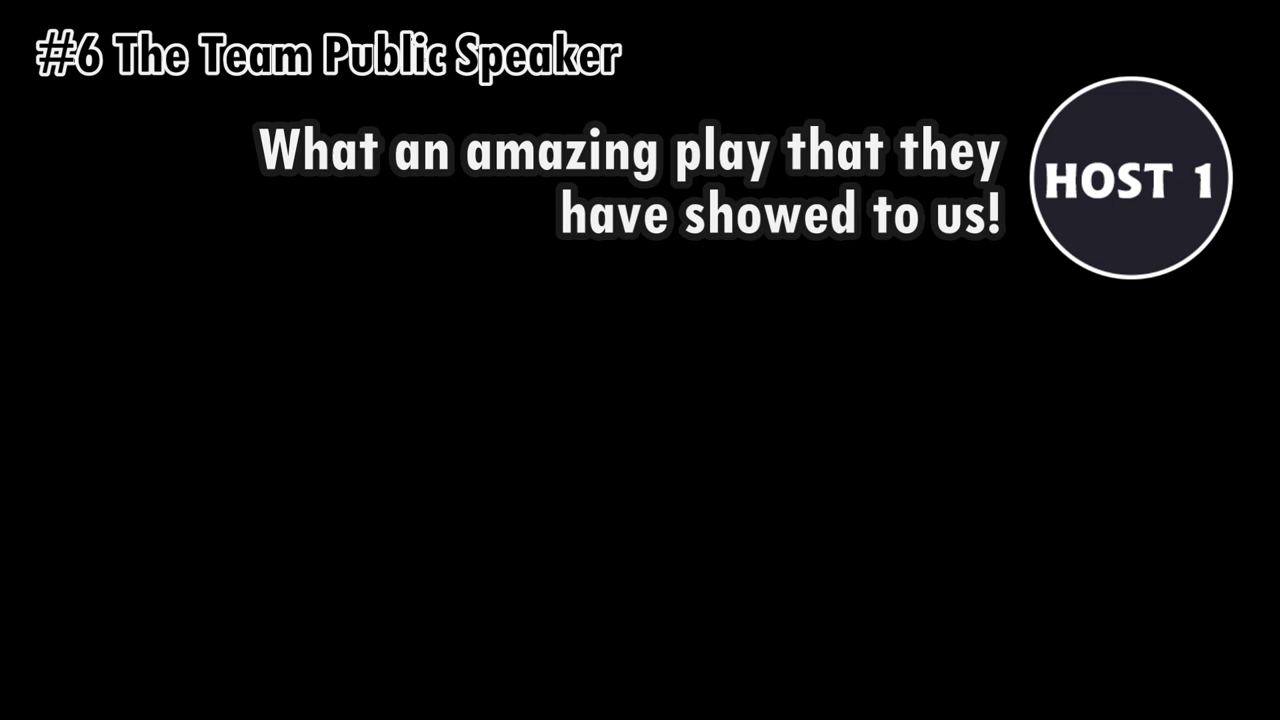 #6 The Team Public Speaker
What an amazing play that they
have showed to us!
HOST 1